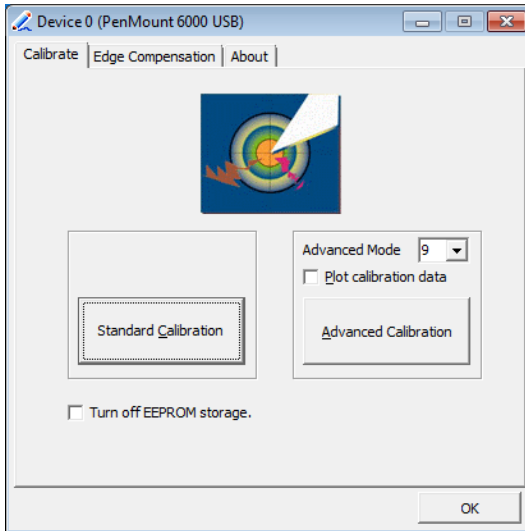 Device 0 (PenMount 6000 USB)
Calibrate Edge Compensation About
Advanced Mode 9
Plot calibration data
Standard Calibration
Advanced Calibration
Turn off EEPROM storage.
OK